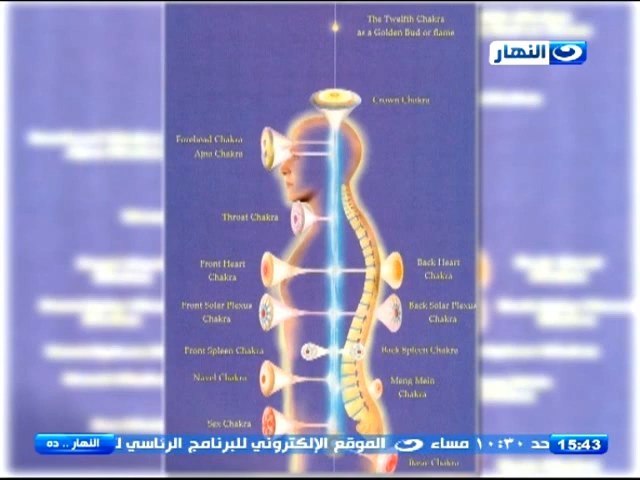 The Twelfth Chakra
as a Golden Bud or flame
النهار
Crown Chakra
Forehead Chakra
Ajna Chakra
Throat Chakra
Front Heart
Chakra
Back Heart
Chakra
Front Solar Plexus
Chakra
Back Solar Plexus
Chakra
Front Spleen Chakra
Back Spleen Chakra
Navel Chakra
Meng Mein
Chakra
Sex Chakra
Basic Chakra
النهار .. ده
حد ١٠:٣٠ مساء
الموقع الإلكتروني للبرنامج الرئاسي ل
15:43